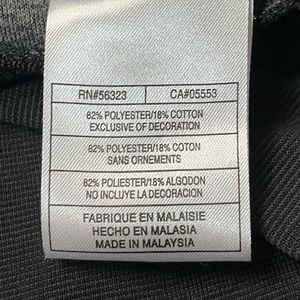 RN#56323 CA#05553
82% POLYESTER/18% COTTON
EXCLUSIVE OF DECORATION
82% POLYESTER/18% COTON
SANS ORNEMENTS
82% POLIESTER/18% ALGODON
NO INCLUYE LA DECORACION
FABRIQUE EN MALAISIE
HECHO EN MALASIA
MADE IN MALAYSIA